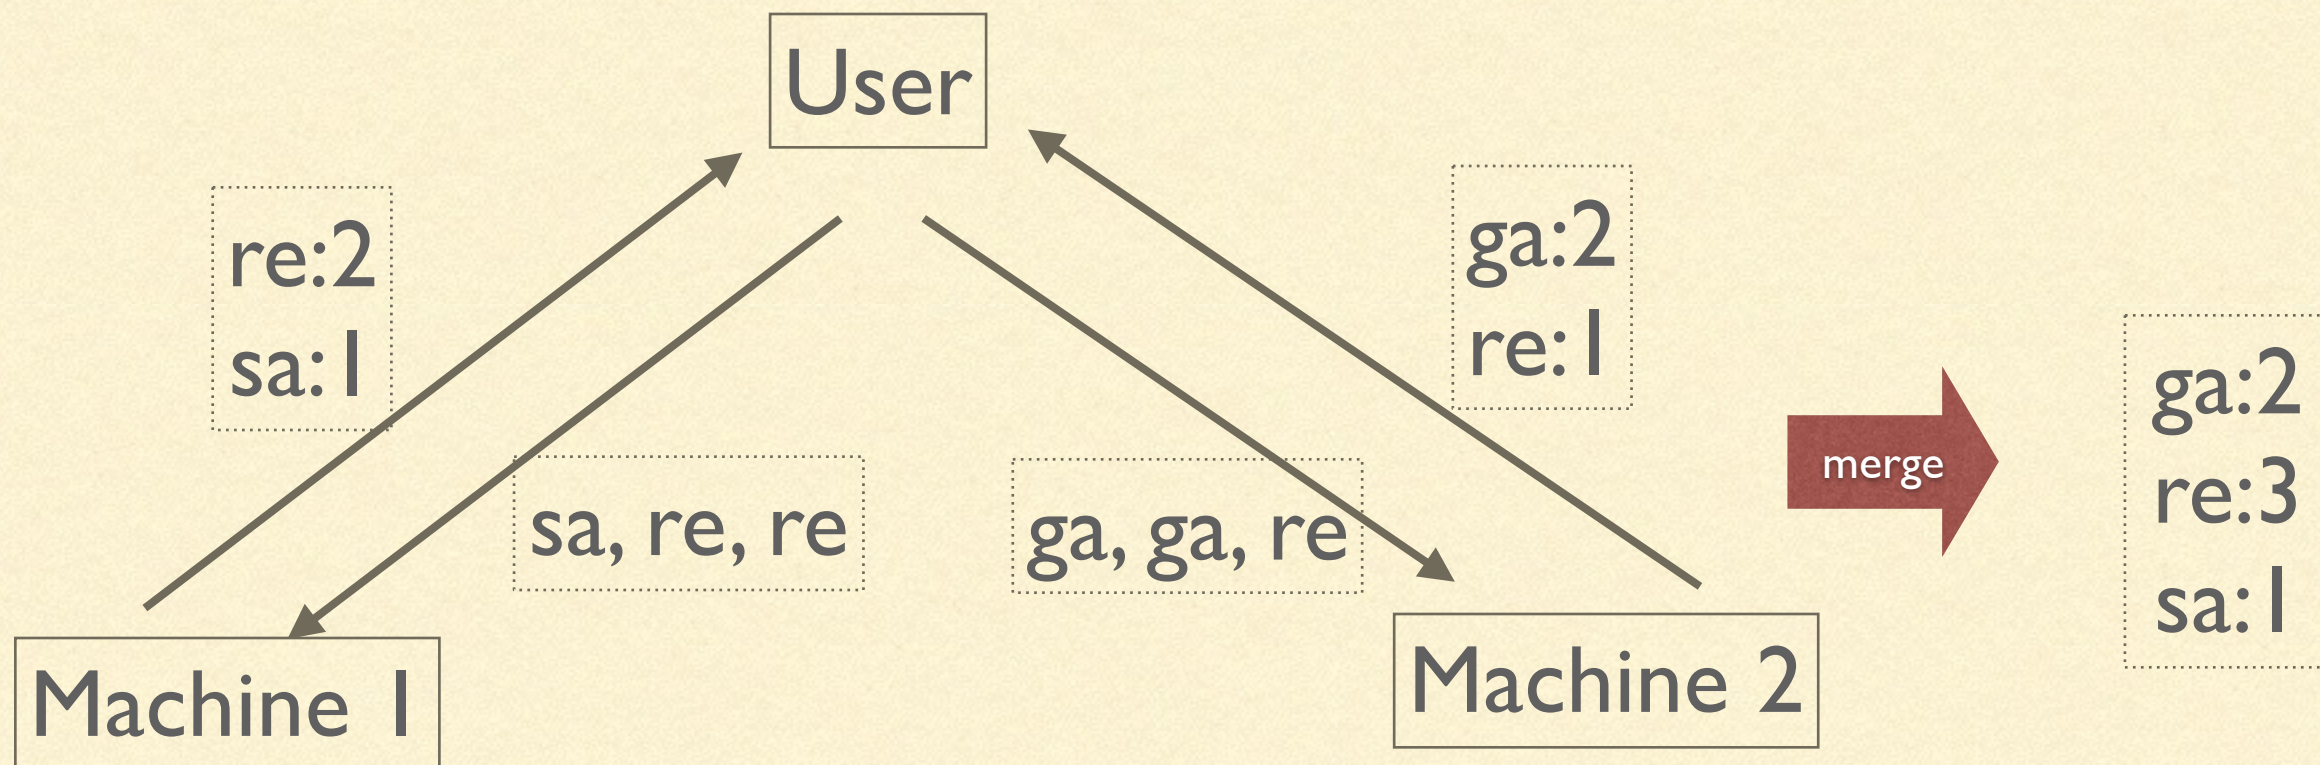 User
re:2
sa:1
ga:2
re:1
sa, re, re
ga, ga, re
merge
ga:2
re:3
sa:1
Machine 1
Machine 2